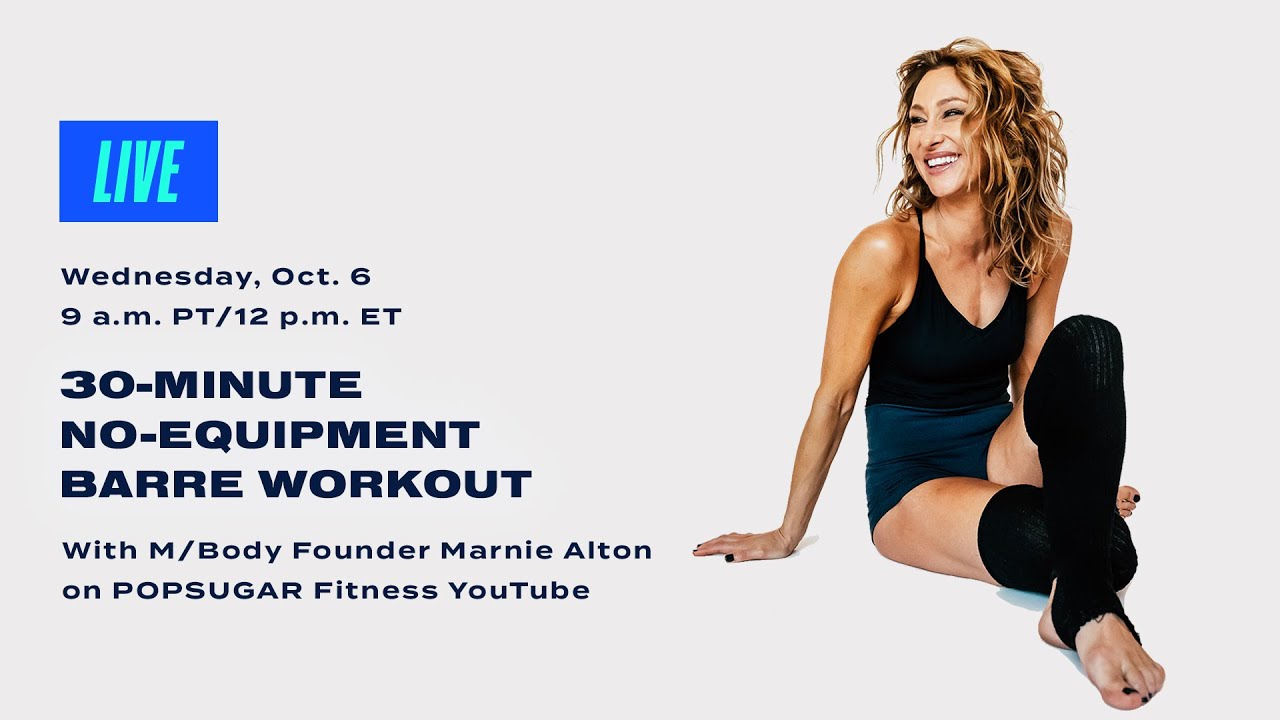 LIVE
Wednesday, Oct. 6
9 a.m. PT/12 p.m. ET
30-MINUTE
NO-EQUIPMENT
BARRE WORKOUT
With M/Body Founder Marnie Alton
on POPSUGAR Fitness YouTube